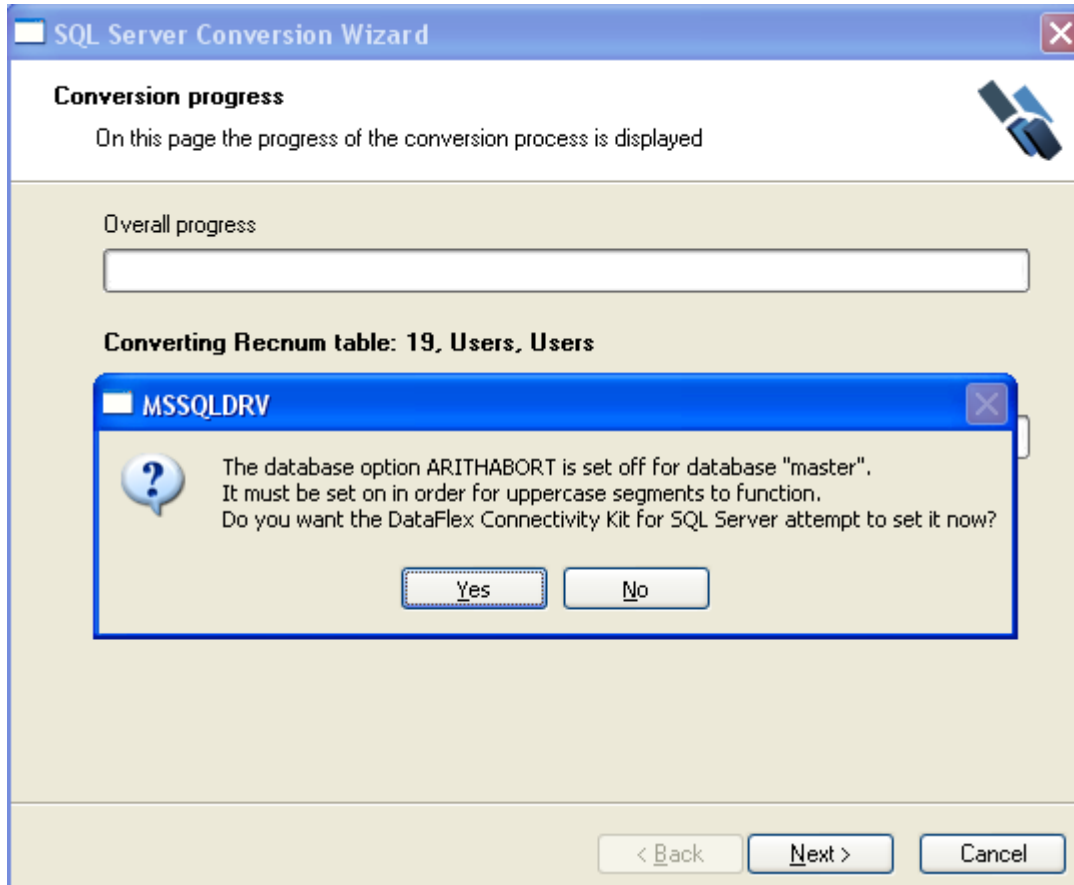 SQL Server Conversion Wizard
Conversion progress
On this page the progress of the conversion process is displayed
Overall progress
Converting Recnum table: 19, Users, Users
MSSQLDRV
The database option ARITHABORT is set off for database "master".
It must be set on in order for uppercase segments to function.
Do you want the DataFlex Connectivity Kit for SQL Server attempt to set it now?
Yes No
< Back Next > Cancel